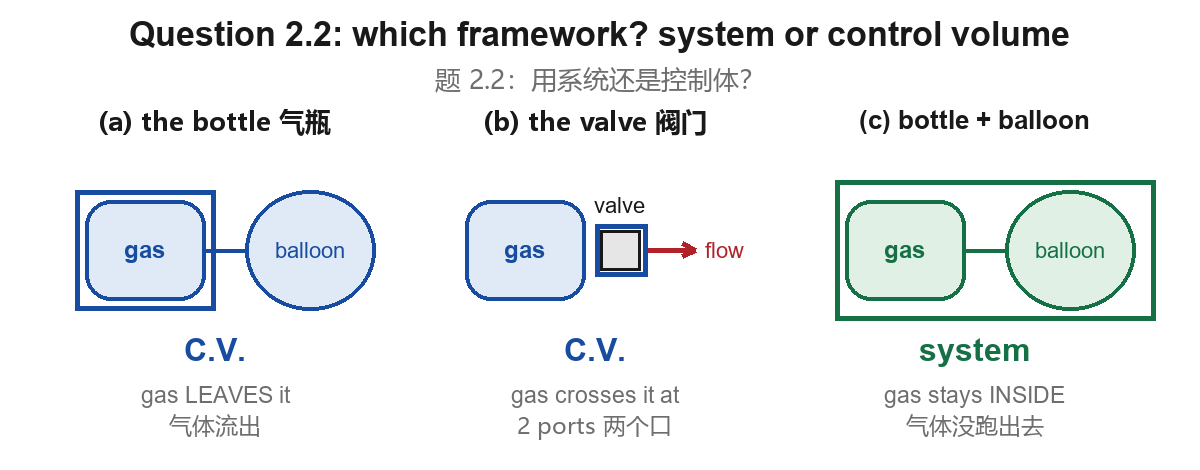 Question 2.2: which framework? system or control volume
题 2.2：用系统还是控制体？
(a) the bottle 气瓶
(b) the valve 阀门
(c) bottle + balloon
gas
balloon
valve
gas
flow
gas
balloon
C.V.
C.V.
system
gas LEAVES it
气体流出
gas crosses it at
2 ports 两个口
gas stays INSIDE
气体没跑出去